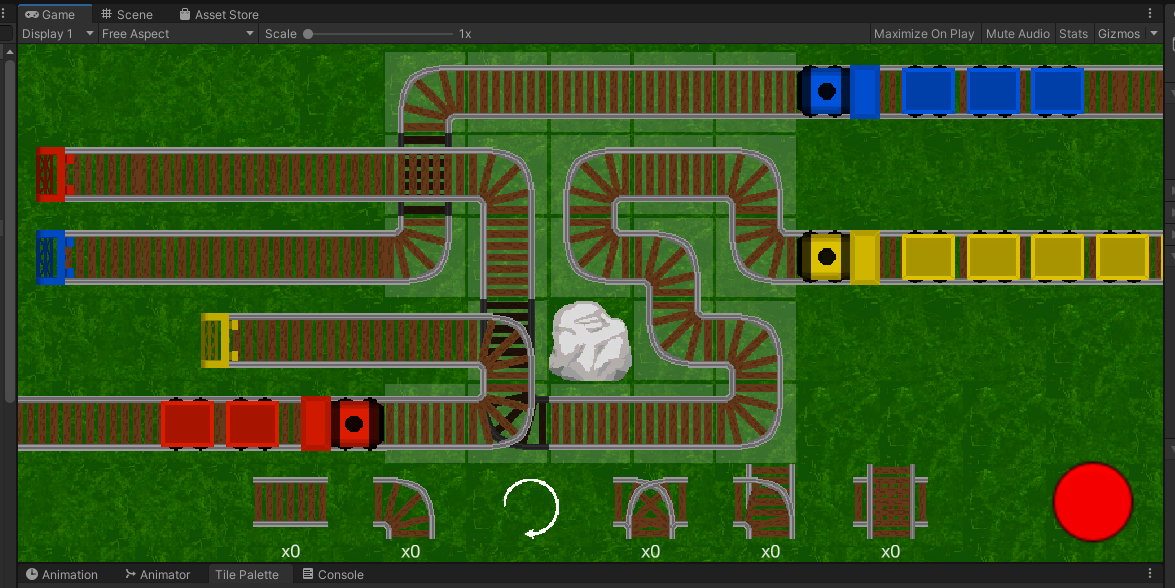 Game Scene Asset Store
Display 1 Free Aspect Scale 1x Maximize On Play Mute Audio Stats Gizmos
x0 x0 x0 x0 x0
Animation Animator Tile Palette Console